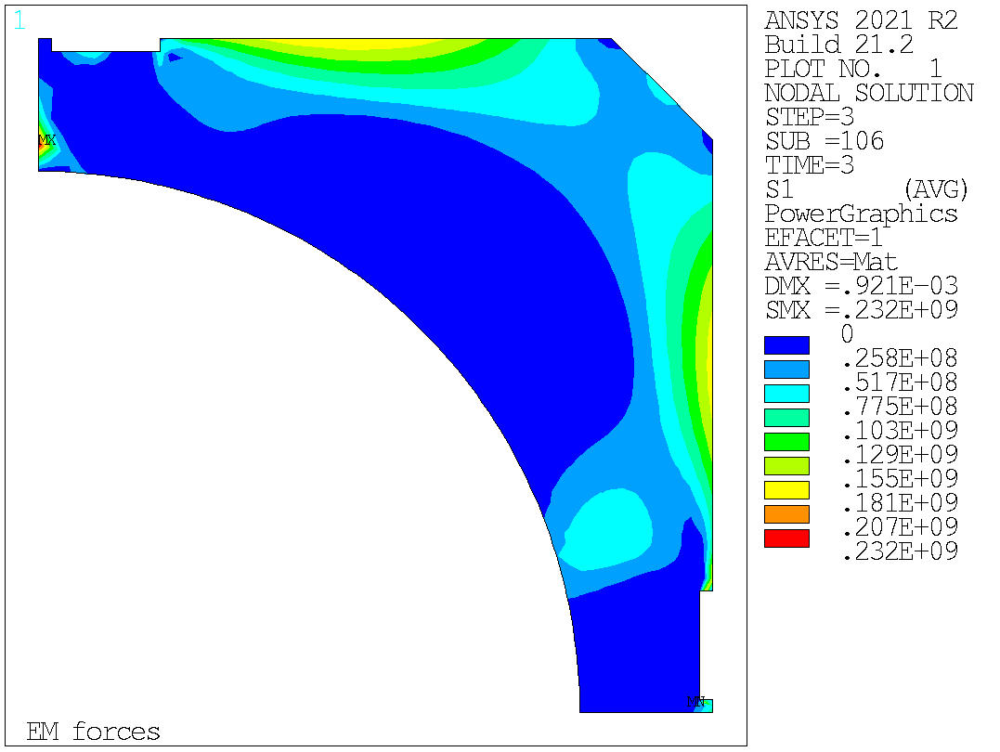 1
ANSYS 2021 R2
Build 21.2
PLOT NO.   1
NODAL SOLUTION
STEP=3
SUB =106
TIME=3
S1       (AVG)
PowerGraphics
EFACET=1
AVRES=Mat
DMX =.921E-03
SMX =.232E+09
0
.258E+08
.517E+08
.775E+08
.103E+09
.129E+09
.155E+09
.181E+09
.207E+09
.232E+09
MX
MN
EM forces